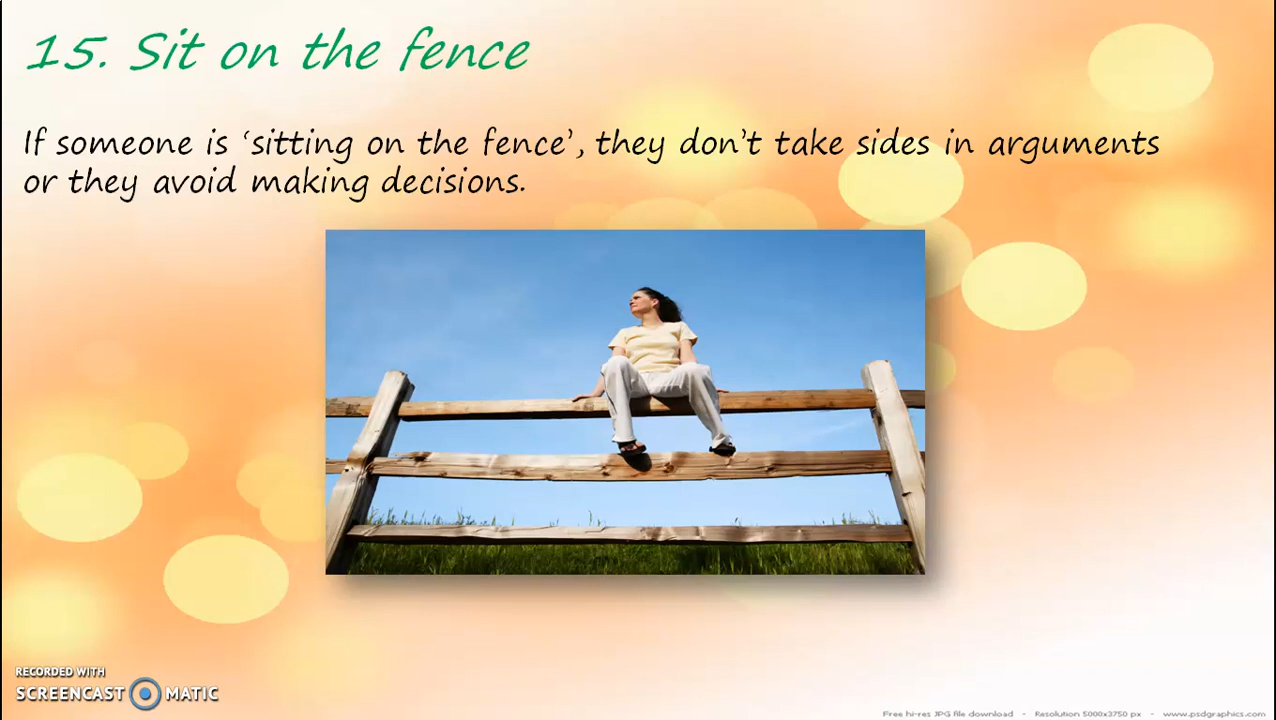 15. Sit on the fence
If someone is ‘sitting on the fence’, they don’t take sides in arguments
or they avoid making decisions.
RECORDED WITH
SCREENCAST MATIC
Free hi-res JPG file download - Resolution 5000x3750 px - www.psdgraphics.com